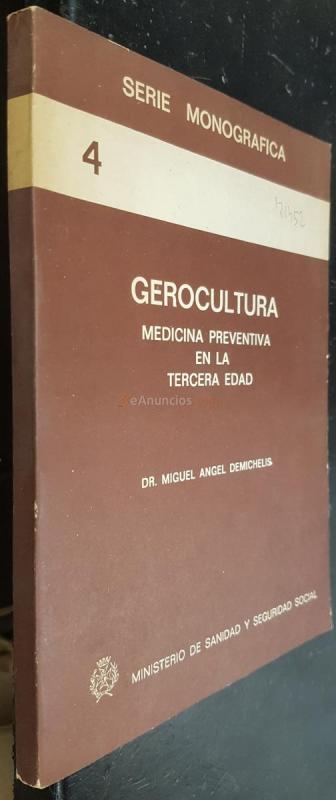 SERIE MONOGRAFICA
4
GEROCULTURA
MEDICINA PREVENTIVA
EN LA
TERCERA EDAD
eAnuncios
DR. MIGUEL ANGEL DEMICHELIS
MINISTERIO DE SANIDAD Y SEGURIDAD SOCIAL